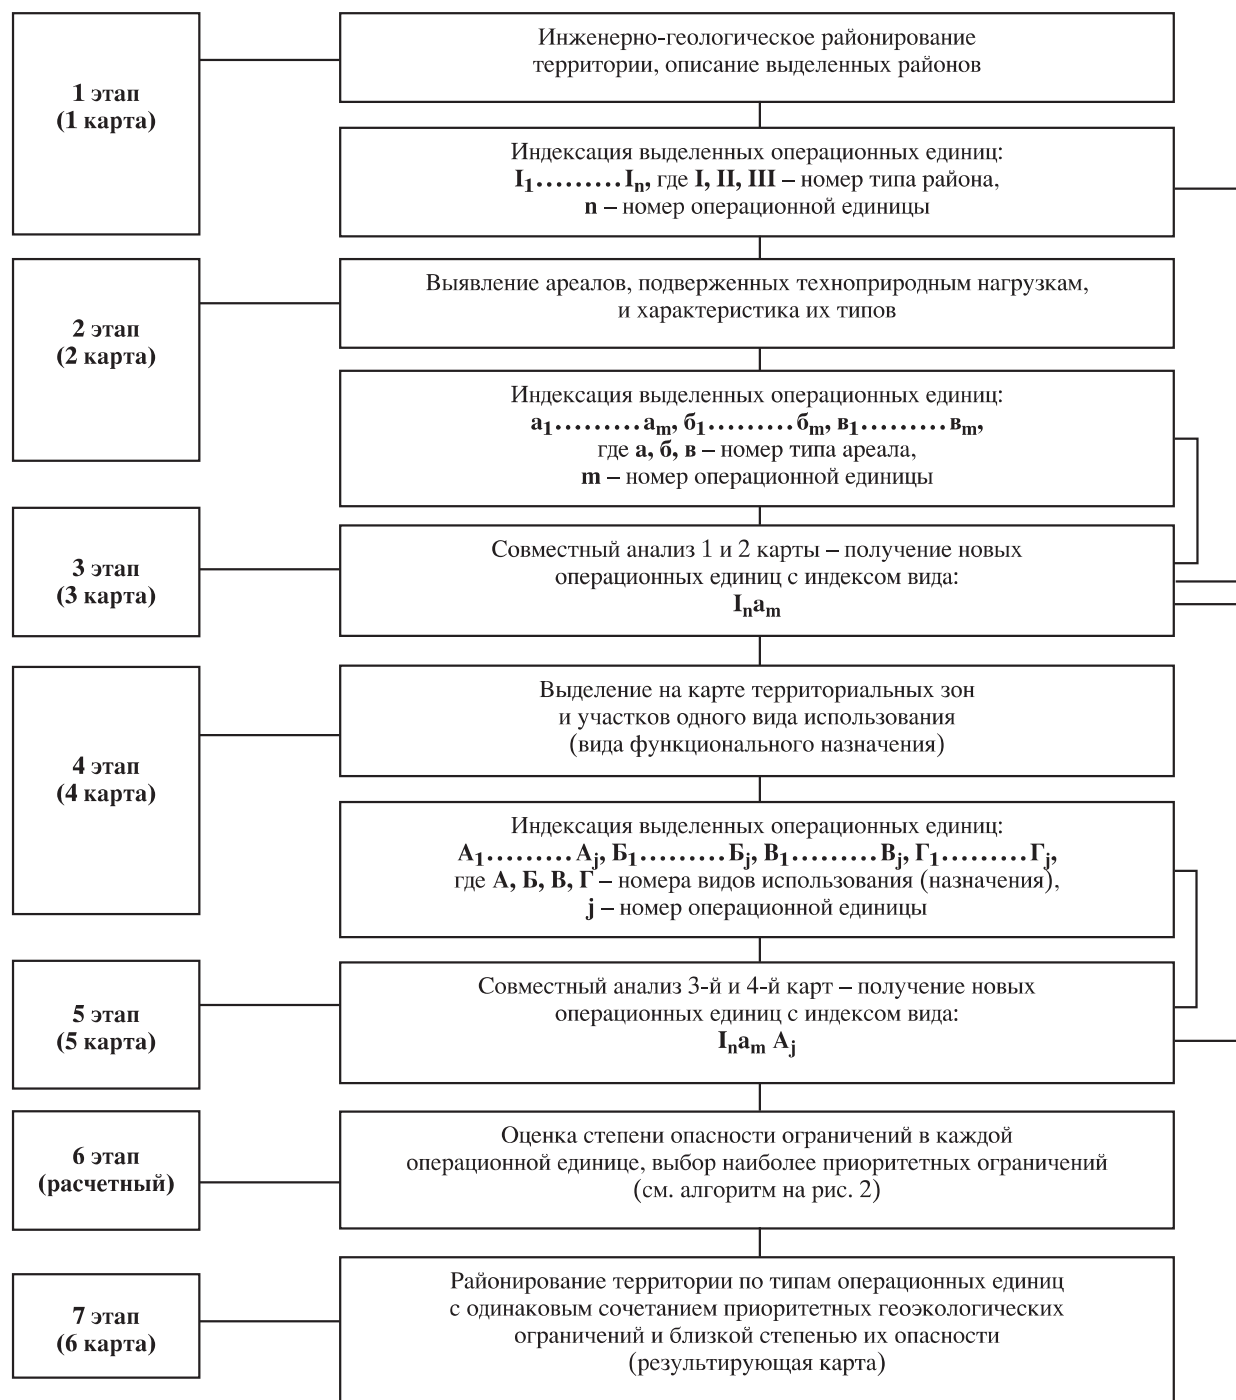 1 этап
(1 карта)
Инженерно-геологическое районирование
территории, описание выделенных районов
Индексация выделенных операционных единиц:
I1.........In, где I, II, III – номер типа района,
n – номер операционной единицы
2 этап
(2 карта)
Выявление ареалов, подверженных техноприродным нагрузкам,
и характеристика их типов
Индексация выделенных операционных единиц:
а1.........аm, б1.........бm, в1.........вm,
где а, б, в – номер типа ареала,
m – номер операционной единицы
3 этап
(3 карта)
Совместный анализ 1 и 2 карты – получение новых
операционных единиц с индексом вида:
Inаm
4 этап
(4 карта)
Выделение на карте территориальных зон
и участков одного вида использования
(вида функционального назначения)
Индексация выделенных операционных единиц:
А1.........Аj, Б1.........Бj, В1.........Вj, Г1.........Гj,
где А, Б, В, Г – номера видов использования (назначения),
j – номер операционной единицы
5 этап
(5 карта)
Совместный анализ 3-й и 4-й карт – получение новых
операционных единиц с индексом вида:
Inаm Аj
6 этап
(расчетный)
Оценка степени опасности ограничений в каждой
операционной единице, выбор наиболее приоритетных ограничений
(см. алгоритм на рис. 2)
7 этап
(6 карта)
Районирование территории по типам операционных единиц
с одинаковым сочетанием приоритетных геоэкологических
ограничений и близкой степенью их опасности
(результирующая карта)